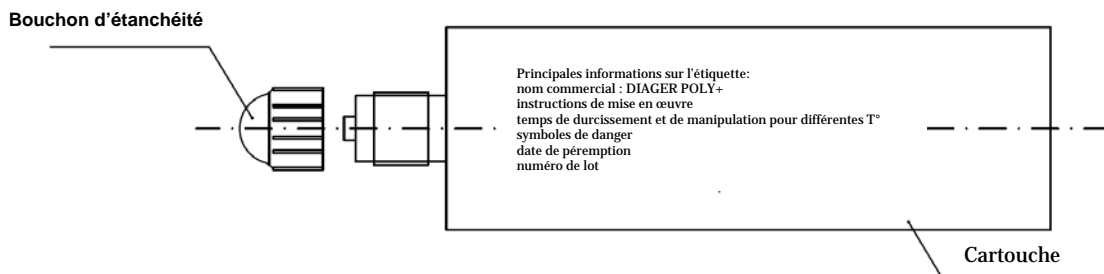 Bouchon d'étanchéité
Principales informations sur l'étiquette:
nom commercial : DIAGER POLY+
instructions de mise en œuvre
temps de durcissement et de manipulation pour différentes T°
symboles de danger
date de péremption
numéro de lot
Cartouche